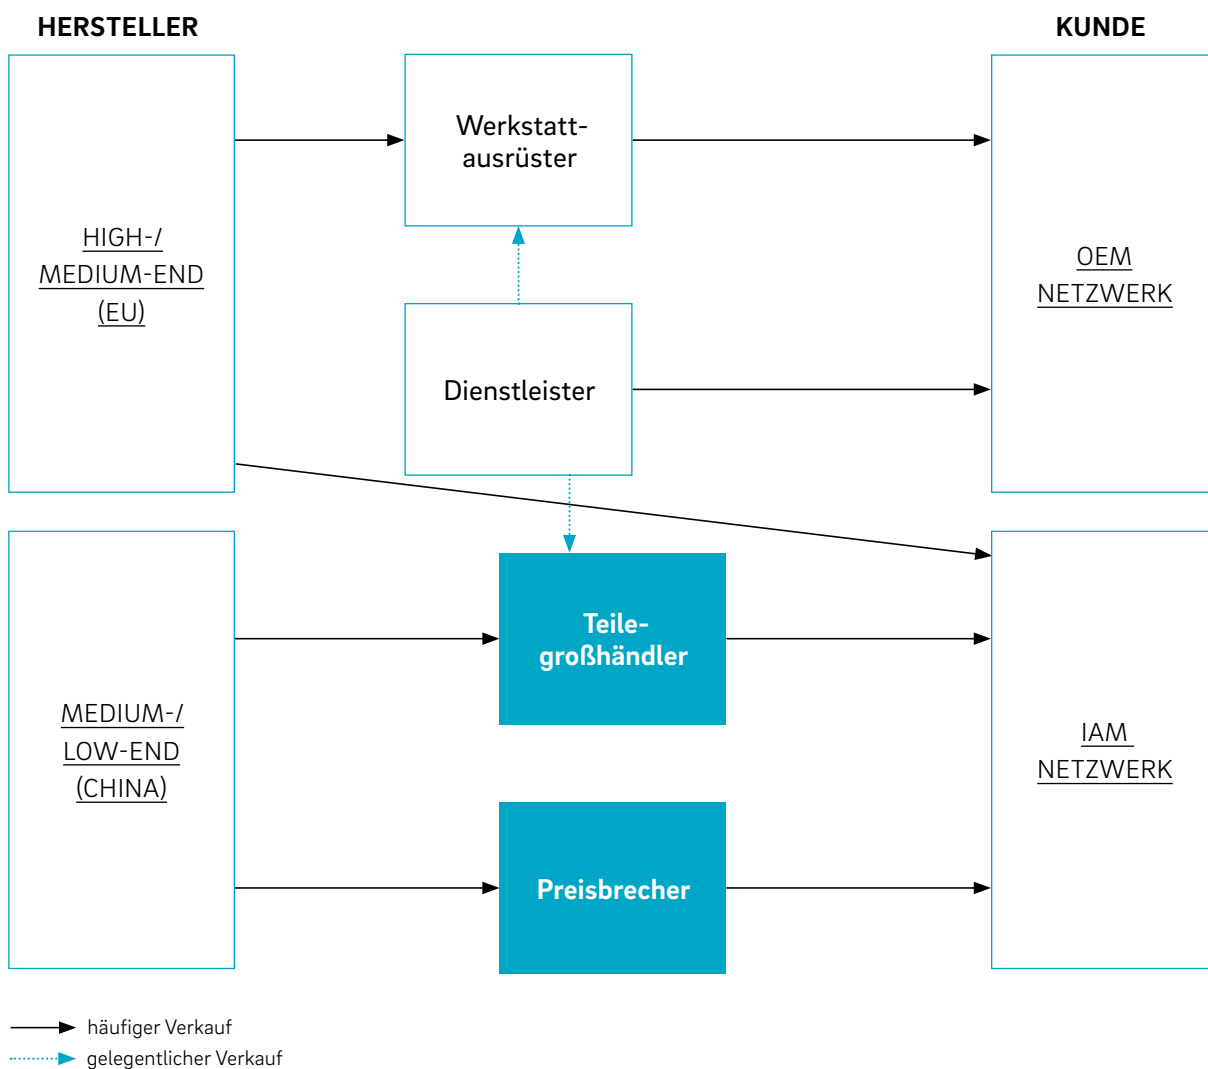 HERSTELLER
KUNDE
HIGH-/
MEDIUM-END
(EU)
Werkstatt-
ausrüster
Dienstleister
OEM
NETZWERK
MEDIUM-/
LOW-END
(CHINA)
Teile-
großhändler
Preisbrecher
IAM
NETZWERK
häufiger Verkauf
gelegentlicher Verkauf